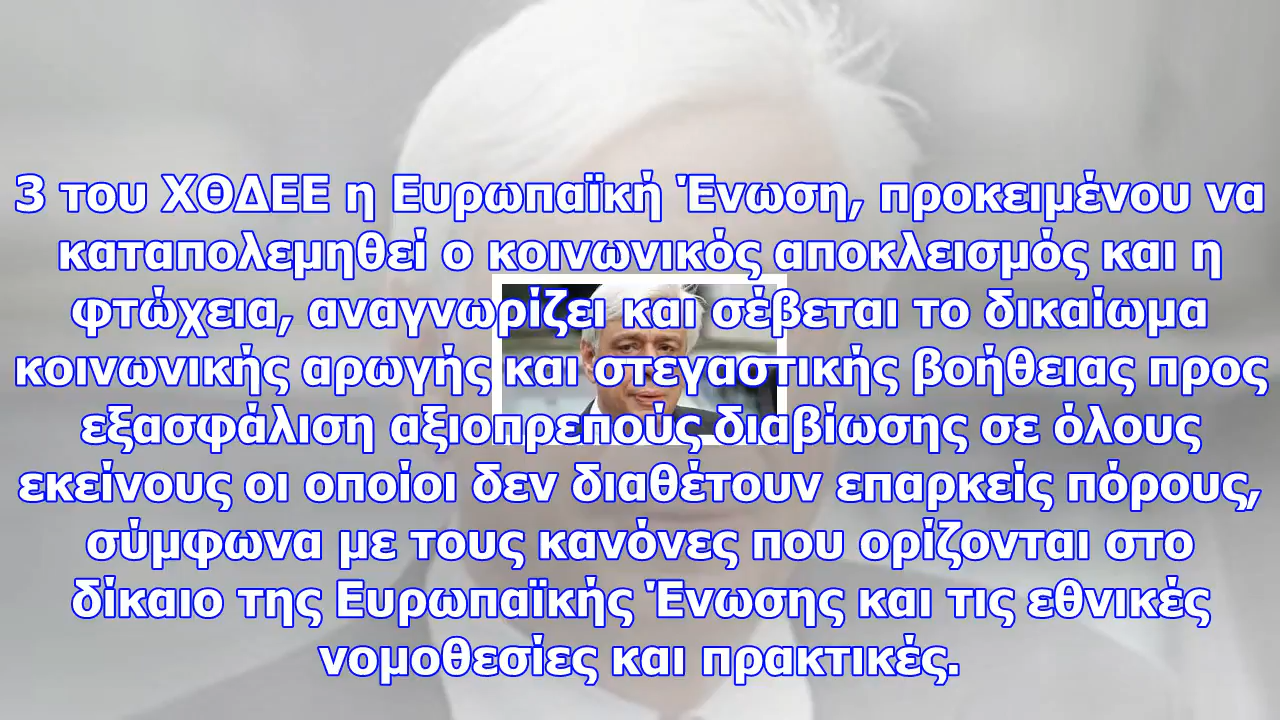 3 του ΧΘΔΕΕ η Ευρωπαϊκή Ένωση, προκειμένου να
καταπολεμηθεί ο κοινωνικός αποκλεισμός και η
φτώχεια, αναγνωρίζει και σέβεται το δικαίωμα
κοινωνικής αρωγής και στεγαστικής βοήθειας προς
εξασφάλιση αξιοπρεπούς διαβίωσης σε όλους
εκείνους οι οποίοι δεν διαθέτουν επαρκείς πόρους,
σύμφωνα με τους κανόνες που ορίζονται στο
δίκαιο της Ευρωπαϊκής Ένωσης και τις εθνικές
νομοθεσίες και πρακτικές.